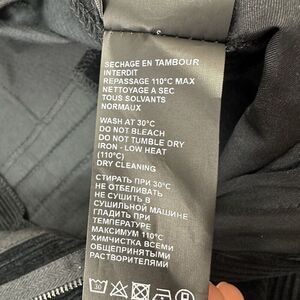 SECHAGE EN TAMBOUR
INTERDIT
REPASSAGE 110°C MAX
NETTOYAGE A SEC
TOUS SOLVANTS
NORMAUX
WASH AT 30°C
DO NOT BLEACH
DO NOT TUMBLE DRY
IRON - LOW HEAT
(110°C)
DRY CLEANING
СТИРАТЬ ПРИ 30°C
НЕ ОТБЕЛИВАТЬ
НЕ СУШИТЬ В
СУШИЛЬНОЙ МАШИНЕ
ГЛАДИТЬ ПРИ
ТЕМПЕРАТУРЕ
МАКСИМУМ 110°C
ХИМЧИСТКА ВСЕМИ
ОБЫКНОВЕННЫМИ
РАСТВОРИТЕЛЯМИ